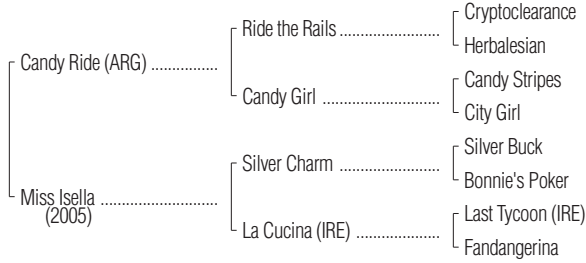 Cryptoclearance
Ride the Rails
Herbalesian
Candy Ride (ARG)
Candy Stripes
Candy Girl
City Girl
Silver Buck
Silver Charm
Bonnie's Poker
Miss Isella
(2005)
Last Tycoon (IRE)
La Cucina (IRE)
Fandangerina